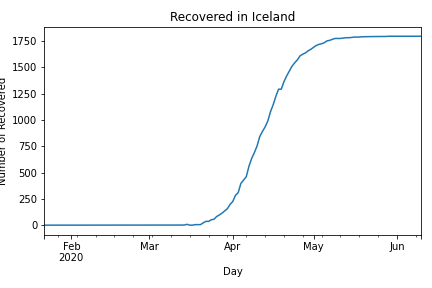 Recovered in Iceland
Number of Recovered
1750
1500
1250
1000
750
500
250
0
Feb
2020
Mar
Apr
May
Jun
Day